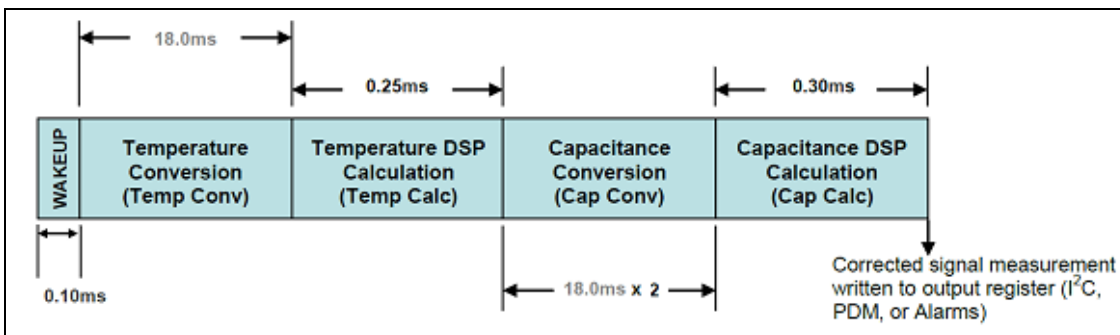 18.0ms
0.25ms
0.30ms
WAKEUP
Temperature
Conversion
(Temp Conv)
Temperature DSP
Calculation
(Temp Calc)
Capacitance
Conversion
(Cap Conv)
Capacitance DSP
Calculation
(Cap Calc)
0.10ms
18.0ms x 2
Corrected signal measurement
written to output register (I²C,
PDM, or Alarms)